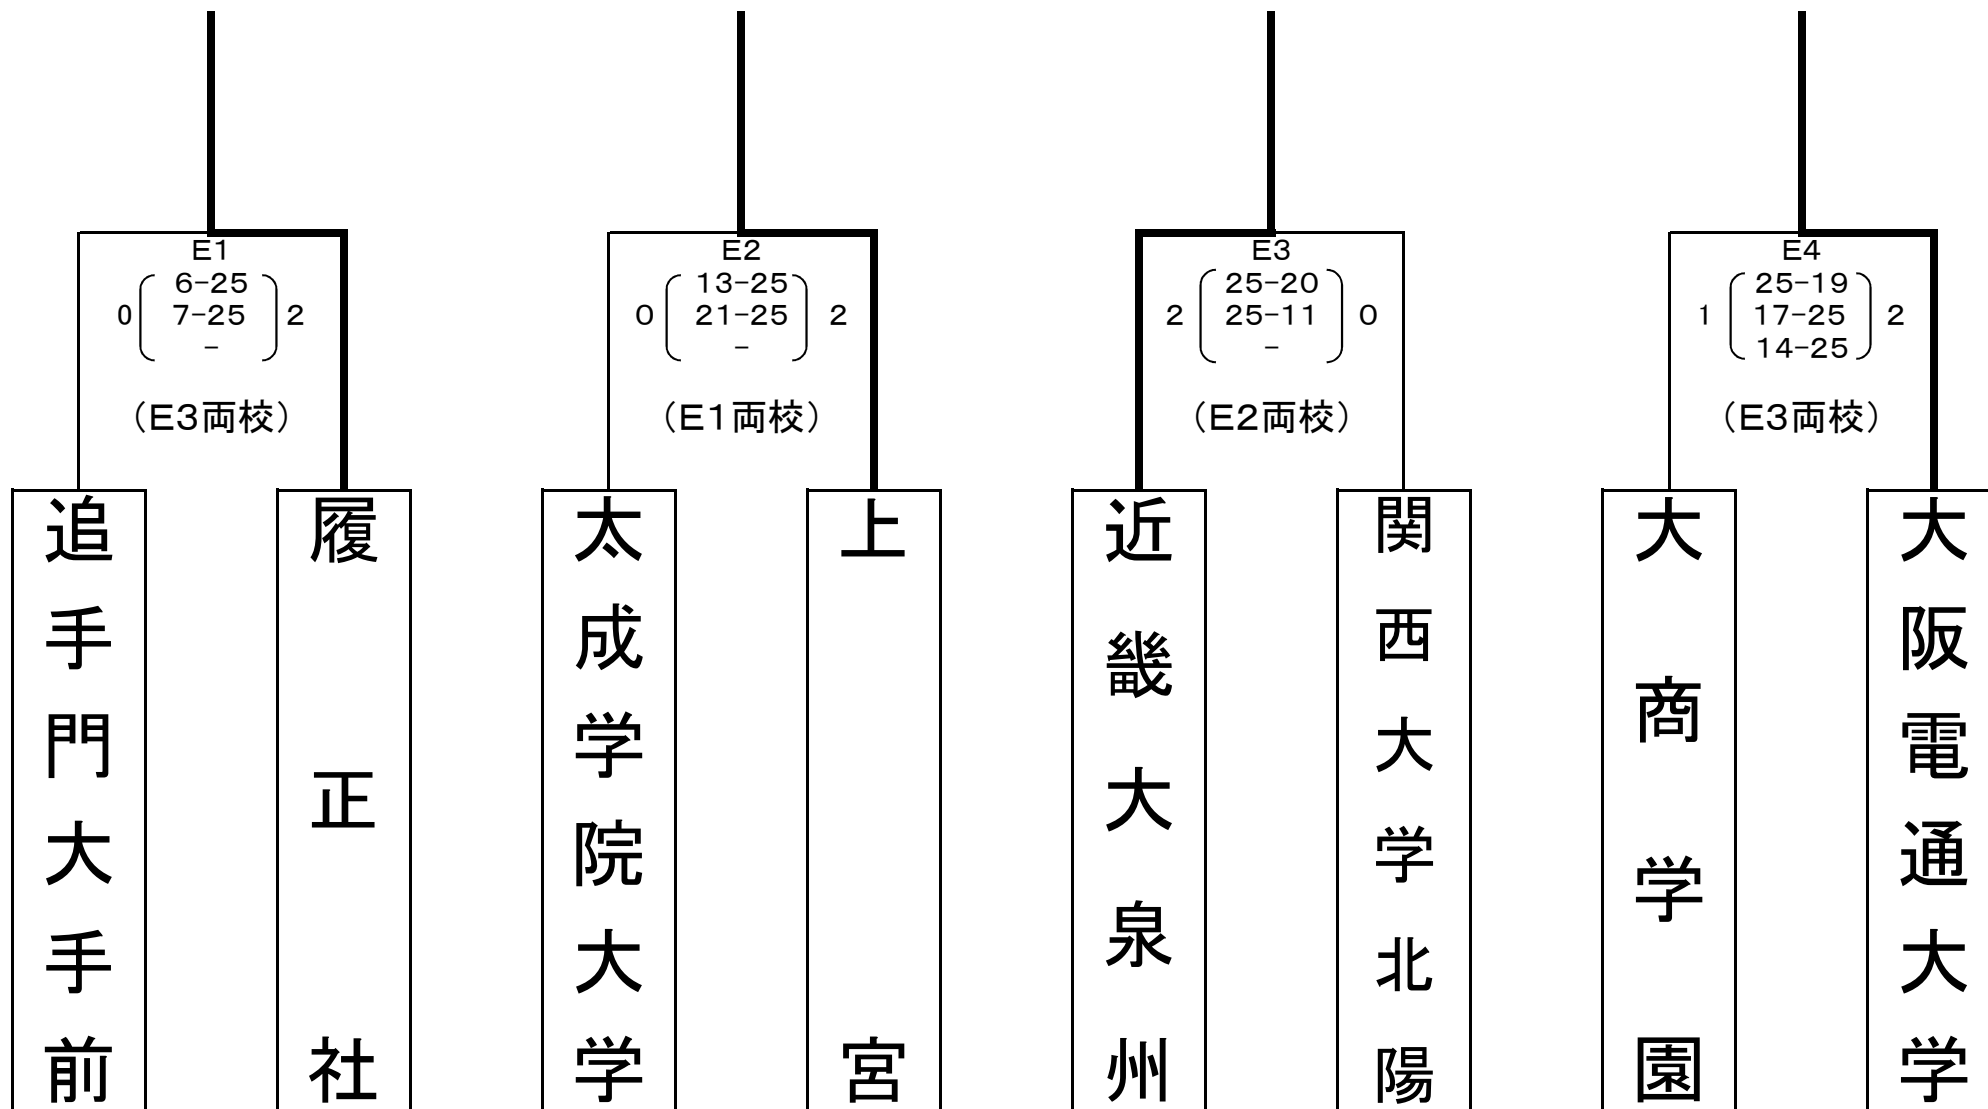 E1
6-25
0 7-25 2
-
(E3両校)
追手門大手前
履正社
E2
13-25
0 21-25 2
-
(E1両校)
太成学院大学
上宮
E3
25-20
2 25-11 0
-
(E2両校)
近畿大泉州
関西大学北陽
E4
25-19
1 17-25 2
14-25
(E3両校)
大商学園
大阪電通大学